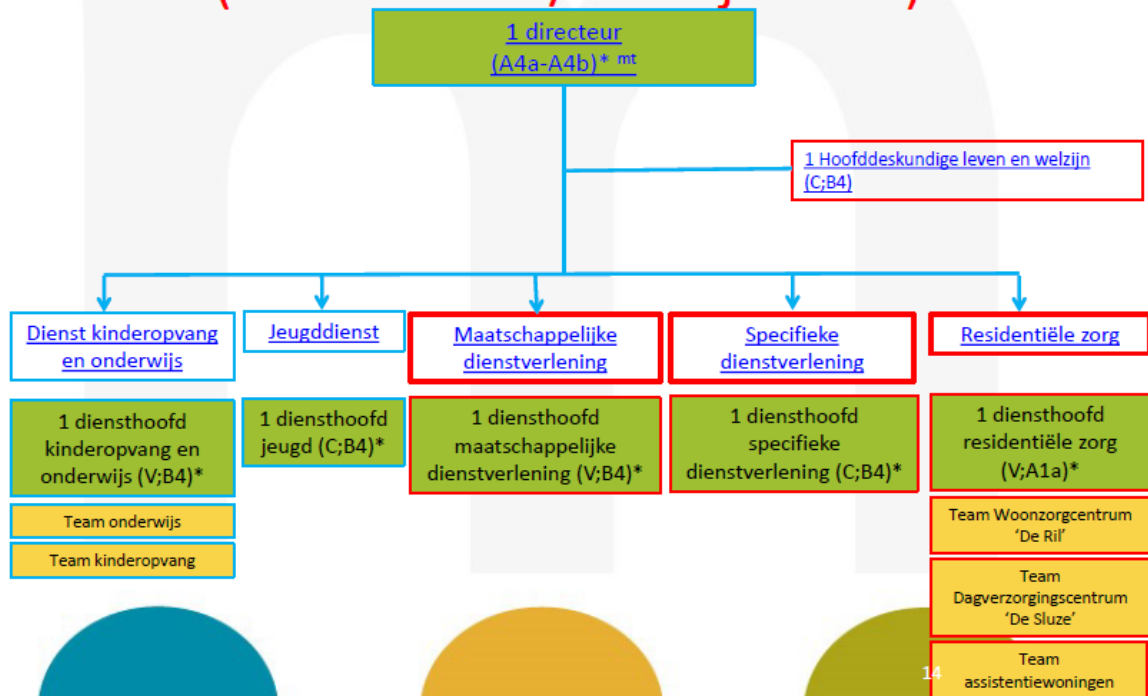 1 directeur
(A4a-A4b)* mt
1 Hoofddeskundige leven en welzijn
(C;B4)
Dienst kinderopvang
en onderwijs
Jeugddienst
Maatschappelijke
dienstverlening
Specifieke
dienstverlening
Residentiële zorg
1 diensthoofd
kinderopvang en
onderwijs (V;B4)*
1 diensthoofd
jeugd (C;B4)*
1 diensthoofd
maatschappelijke
dienstverlening (V;B4)*
1 diensthoofd
specifieke
dienstverlening (C;B4)*
1 diensthoofd
residentiële zorg
(V;A1a)*
Team onderwijs
Team kinderopvang
Team Woonzorgcentrum
‘De Ril’
Team
Dagverzorgingscentrum
‘De Sluze’
Team
assistentiewoningen
14